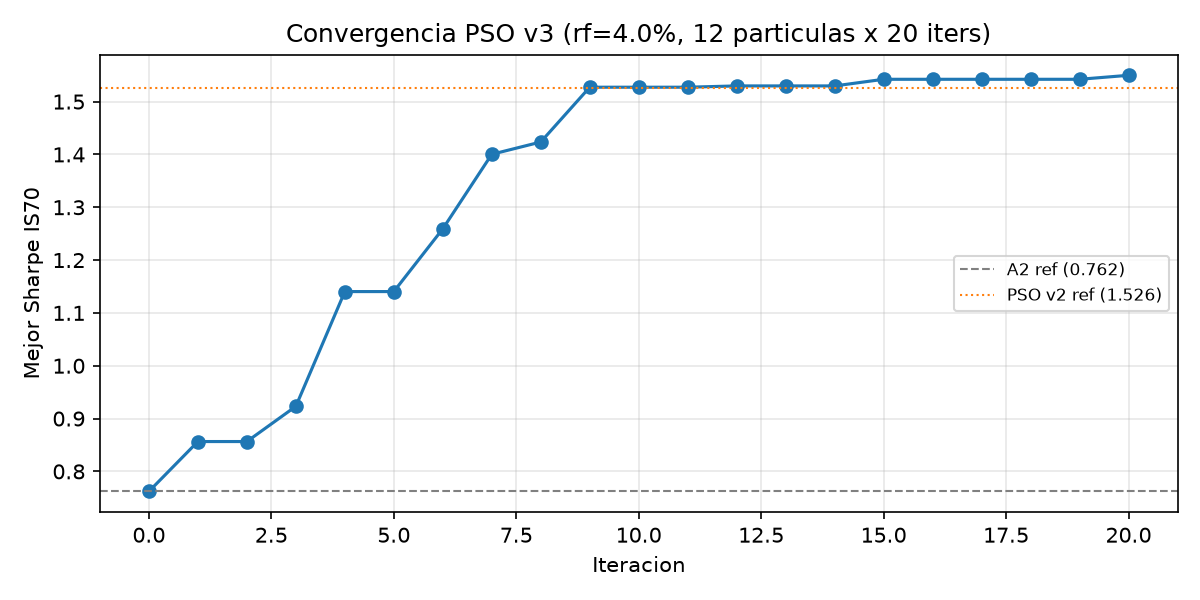 Convergencia PSO v3 (rf=4.0%, 12 particulas x 20 iters)
Mejor Sharpe IS70
1.5
1.4
1.3
1.2
1.1
1.0
0.9
0.8
A2 ref (0.762)
PSO v2 ref (1.526)
0.0 2.5 5.0 7.5 10.0 12.5 15.0 17.5 20.0
Iteracion